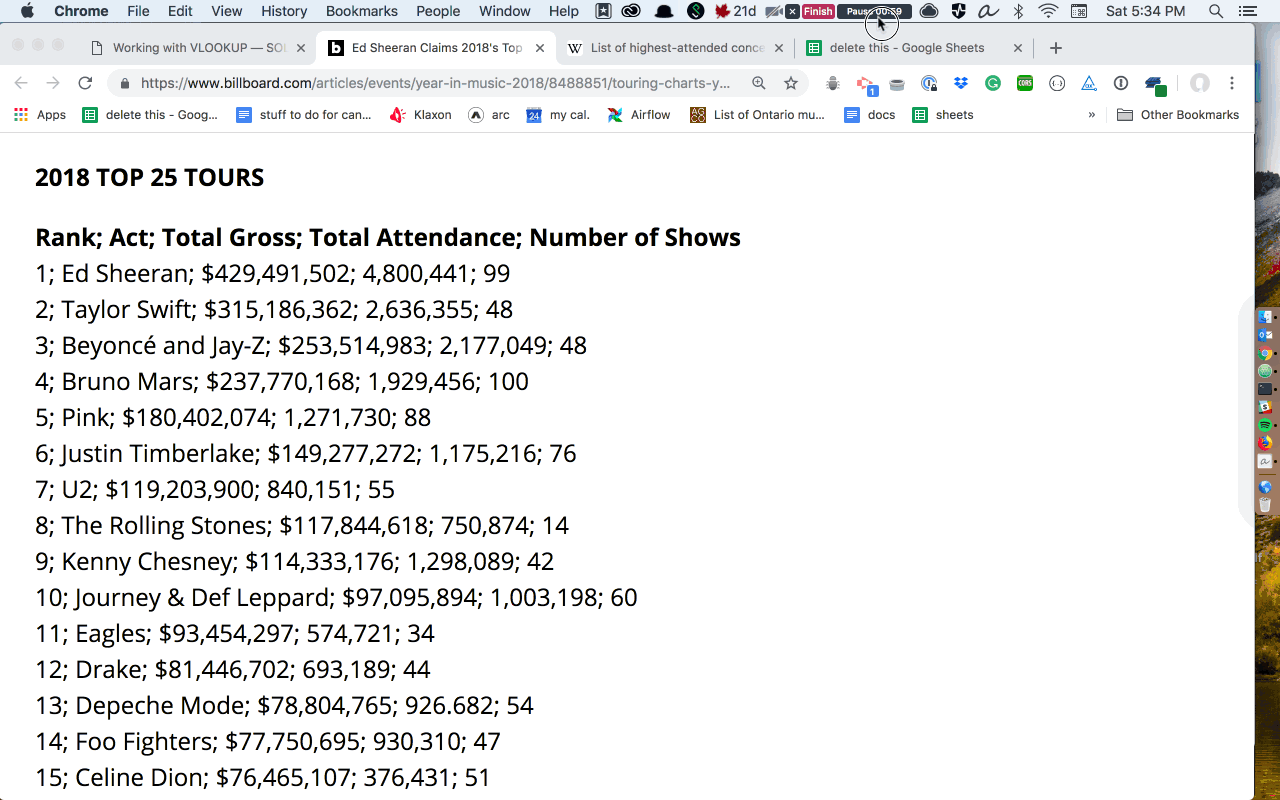 Chrome File Edit View History Bookmarks People Window Help 21d Finish Sat 5:34 PM
Working with VLOOKUP — SOL Ed Sheeran Claims 2018's Top List of highest-attended conce delete this - Google Sheets
https://www.billboard.com/articles/events/year-in-music-2018/8488851/touring-charts-y...
Apps delete this - Goog... stuff to do for can... Klaxon arc 24 my cal. Airflow List of Ontario mu... docs sheets » Other Bookmarks
2018 TOP 25 TOURS
Rank; Act; Total Gross; Total Attendance; Number of Shows
1; Ed Sheeran; $429,491,502; 4,800,441; 99
2; Taylor Swift; $315,186,362; 2,636,355; 48
3; Beyoncé and Jay-Z; $253,514,983; 2,177,049; 48
4; Bruno Mars; $237,770,168; 1,929,456; 100
5; Pink; $180,402,074; 1,271,730; 88
6; Justin Timberlake; $149,277,272; 1,175,216; 76
7; U2; $119,203,900; 840,151; 55
8; The Rolling Stones; $117,844,618; 750,874; 14
9; Kenny Chesney; $114,333,176; 1,298,089; 42
10; Journey & Def Leppard; $97,095,894; 1,003,198; 60
11; Eagles; $93,454,297; 574,721; 34
12; Drake; $81,446,702; 693,189; 44
13; Depeche Mode; $78,804,765; 926.682; 54
14; Foo Fighters; $77,750,695; 930,310; 47
15; Celine Dion; $76,465,107; 376,431; 51